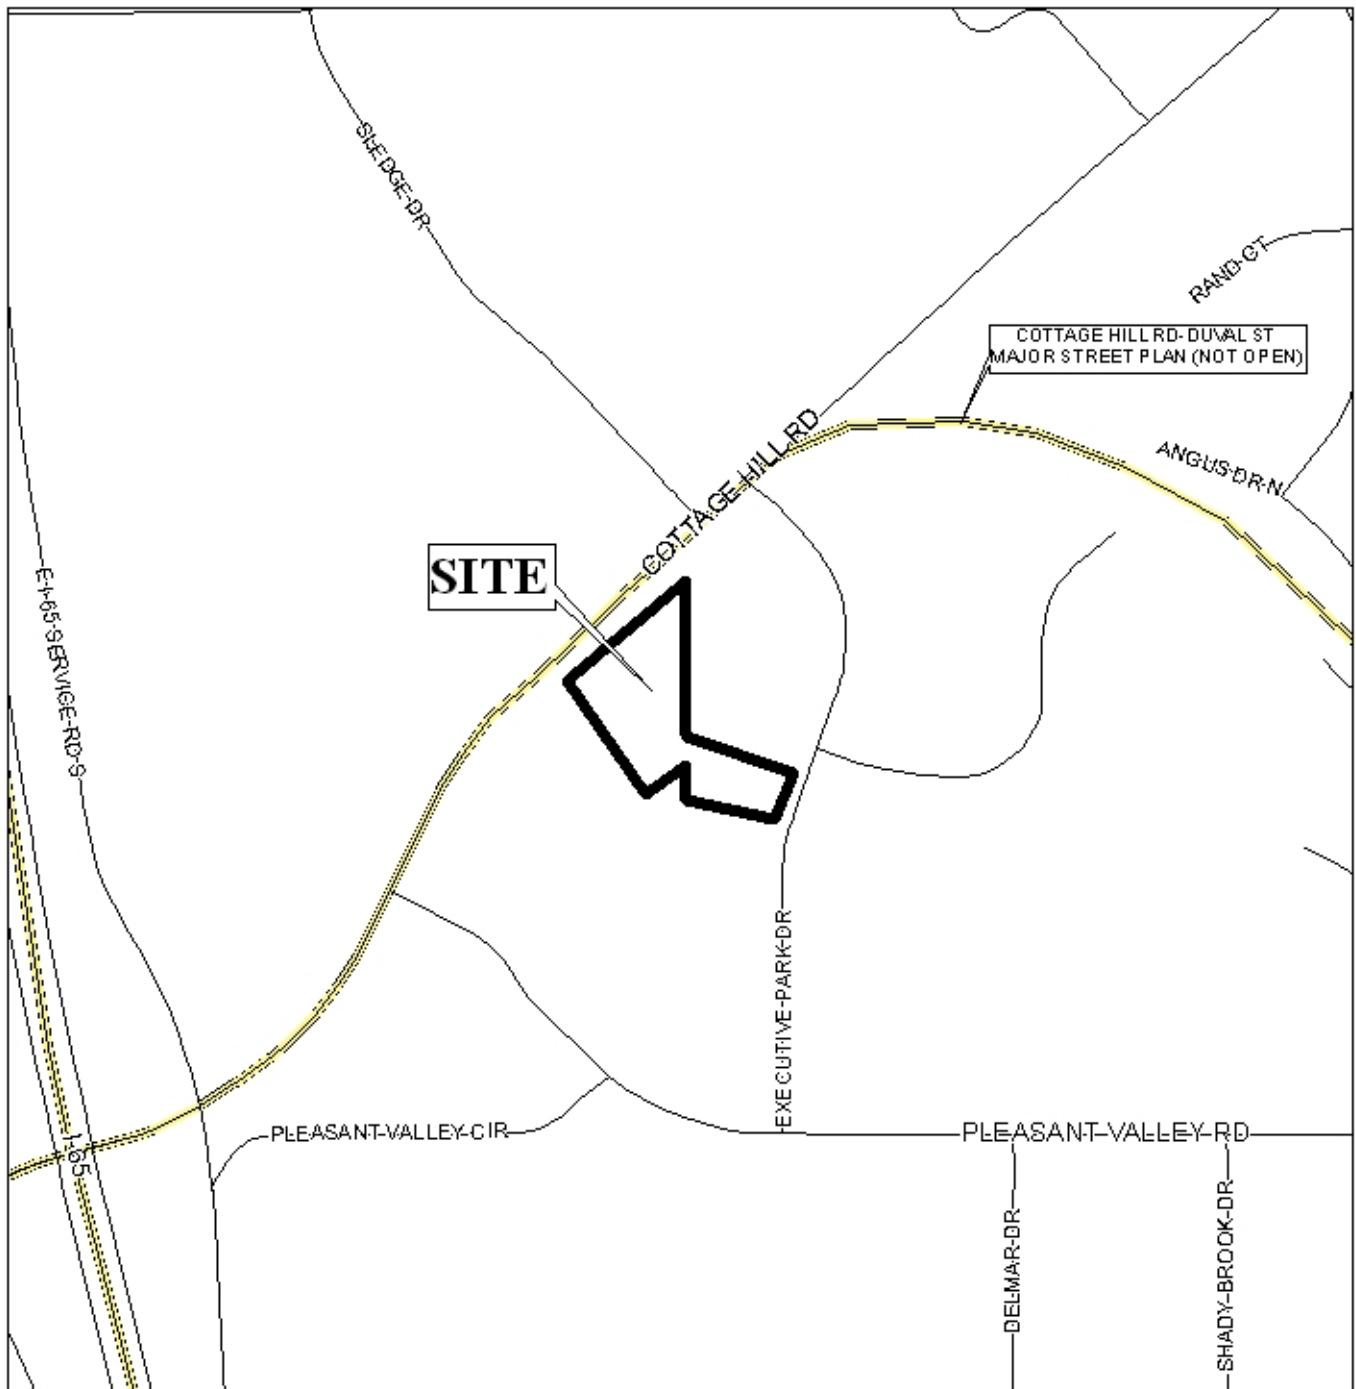 SLEDGE DR
RAND CT
COTTAGE HILL RD-DUVAL ST
MAJOR STREET PLAN (NOT OPEN)
COTTAGE HILL RD
ANGUS DR N
SITE
E I-65 SERVICE RD S
EXECUTIVE PARK DR
PLEASANT VALLEY CIR
PLEASANT VALLEY RD
I-65
DELMAR DR
SHADY BROOK DR